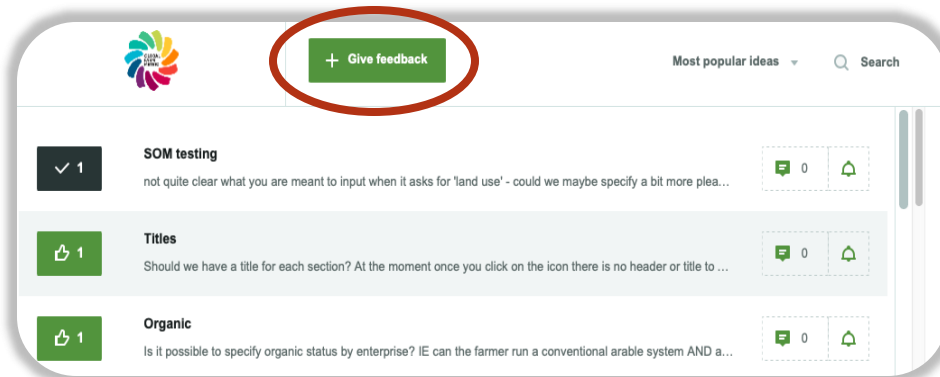 + Give feedback
Most popular ideas
Search
1
SOM testing
not quite clear what you are meant to input when it asks for 'land use' - could we maybe specify a bit more plea...
0
1
Titles
Should we have a title for each section? At the moment once you click on the icon there is no header or title to ...
0
1
Organic
Is it possible to specify organic status by enterprise? IE can the farmer run a conventional arable system AND a...
0